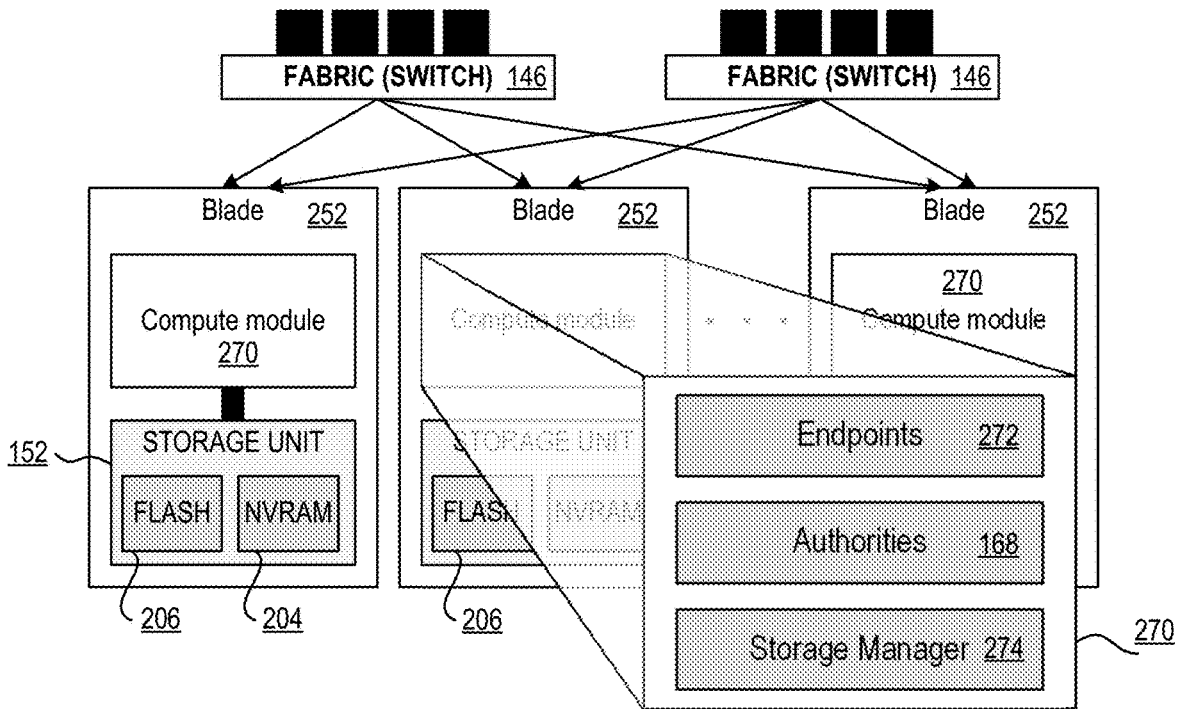 FABRIC (SWITCH) 146
FABRIC (SWITCH) 146
Blade 252
Blade 252
Blade 252
Compute module
270
Compute module
. . .
270
Compute module
152
STORAGE UNIT
FLASH
NVRAM
STORAGE UNIT
FLASH
NVRAM
Endpoints 272
Authorities 168
Storage Manager 274
206
204
206
270